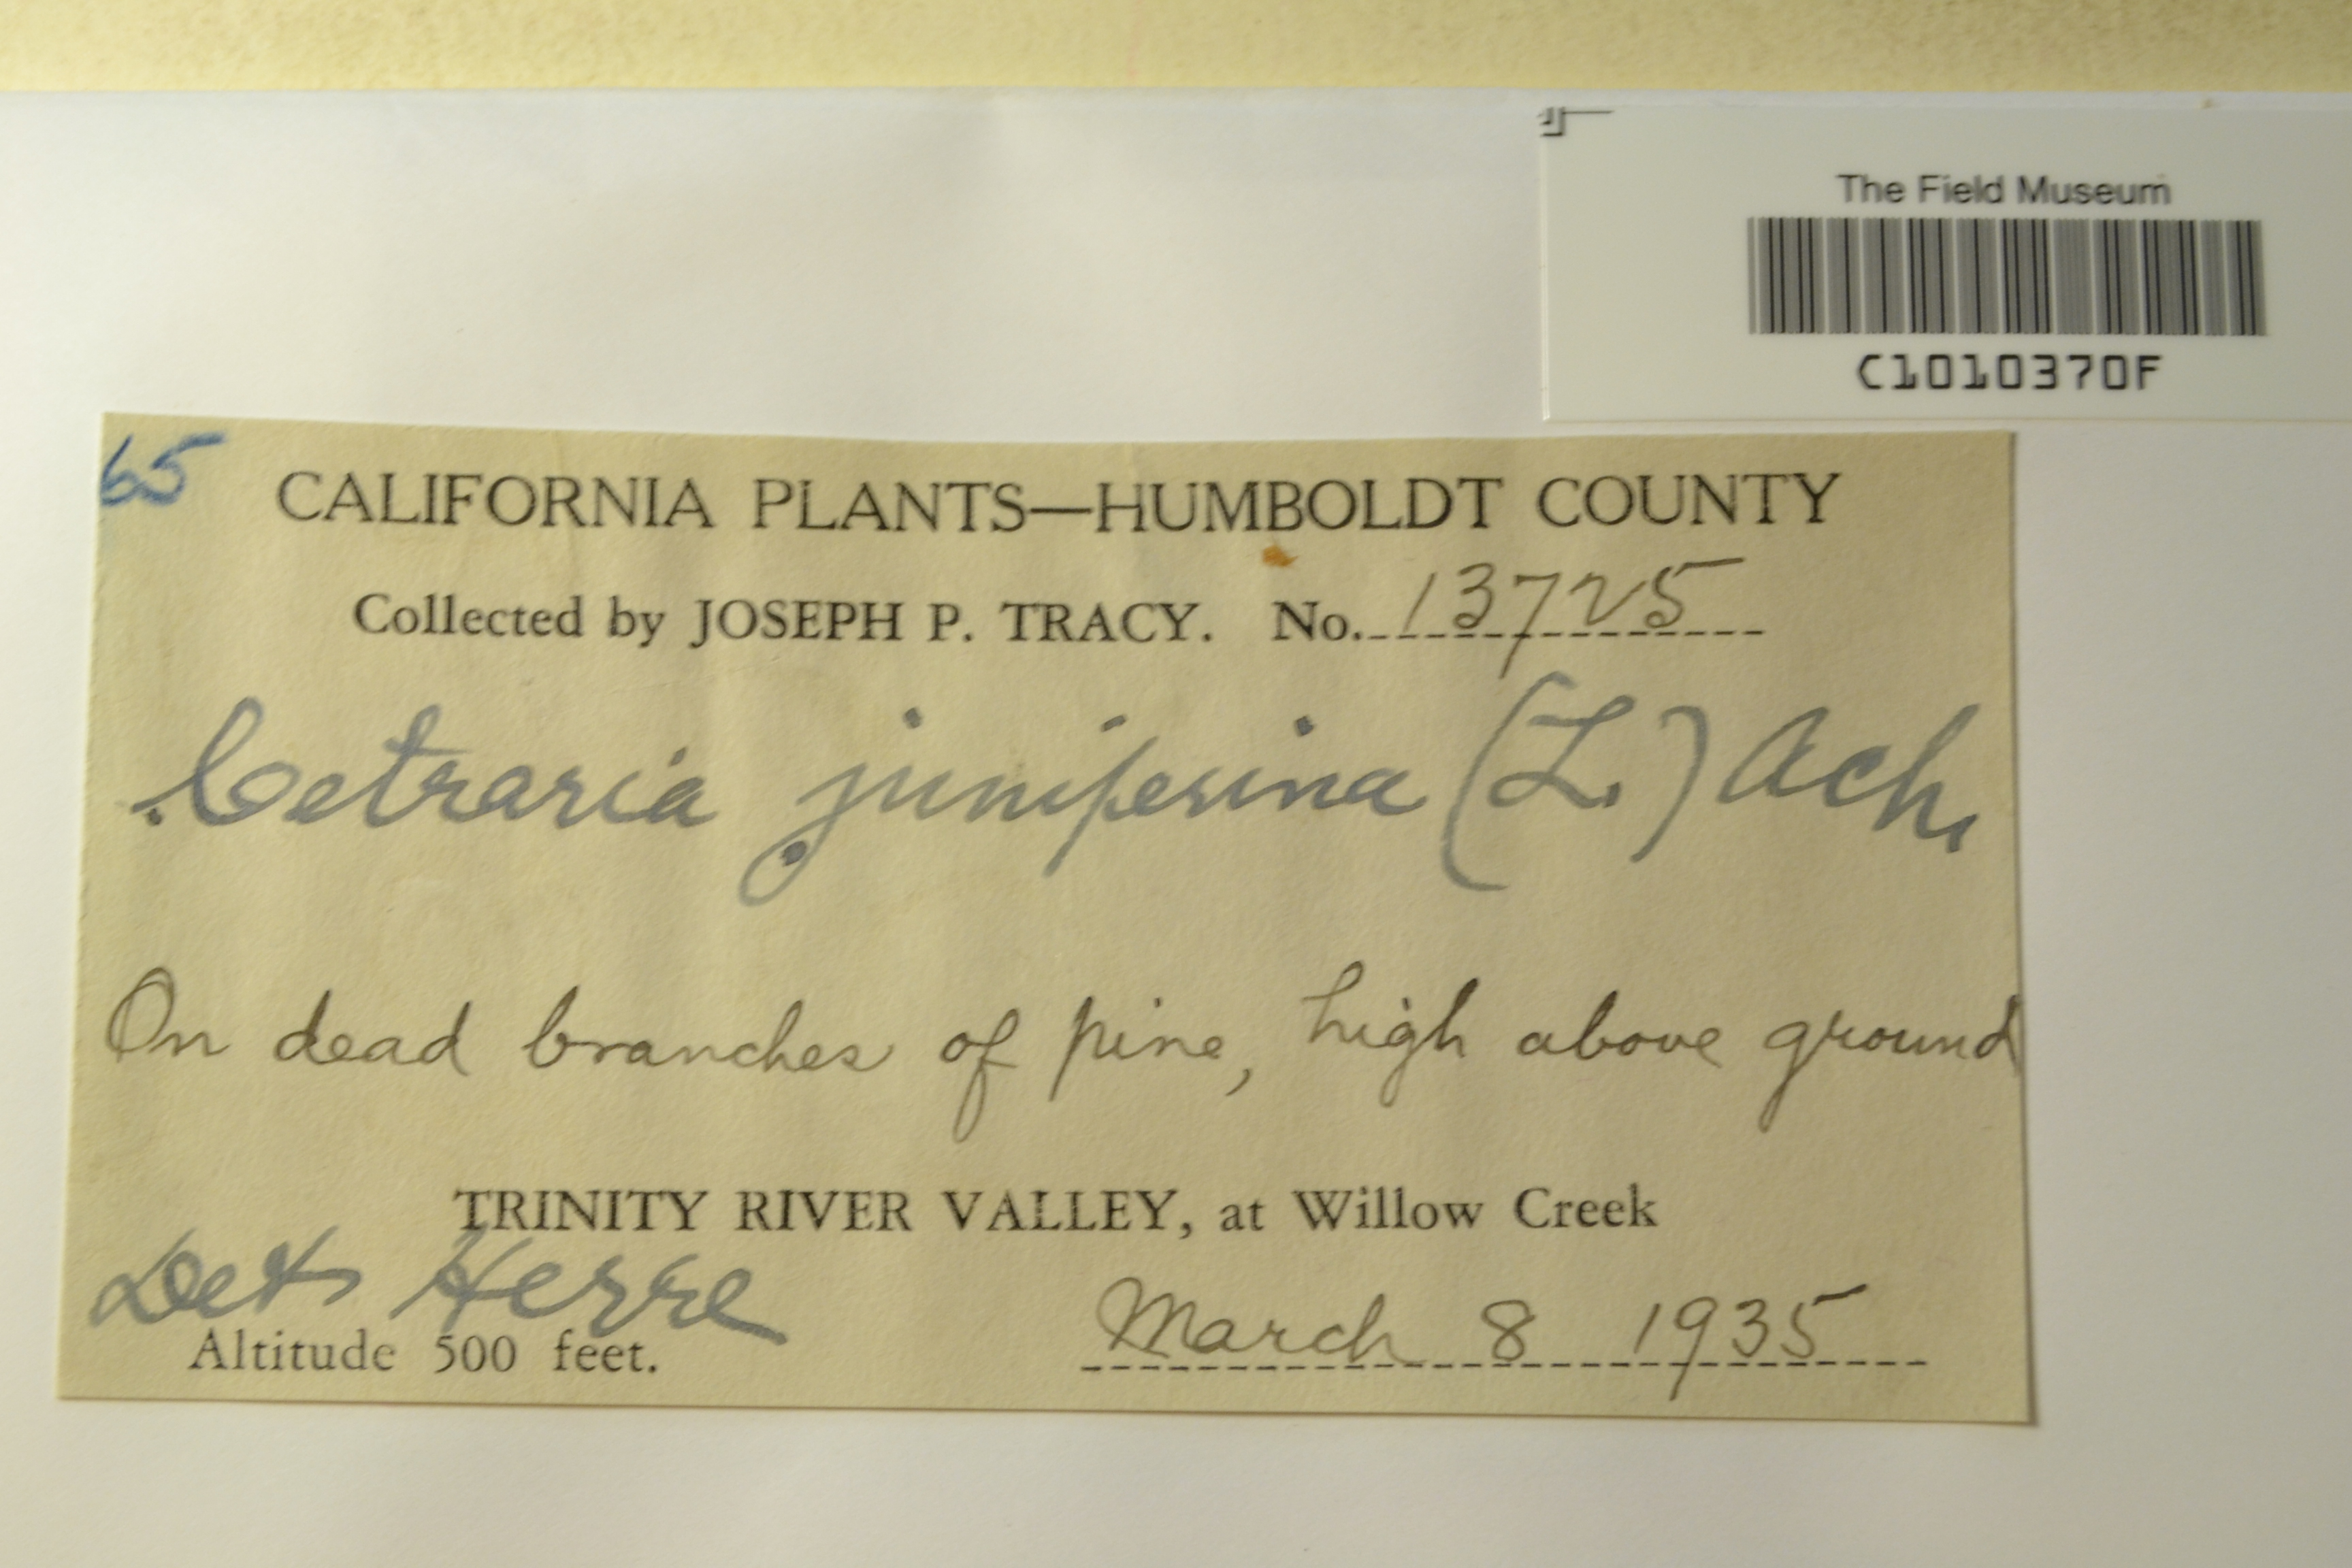 The Field Museum
C1010370F
65
CALIFORNIA PLANTS—HUMBOLDT COUNTY
Collected by JOSEPH P. TRACY. No. 13725
Cetraria juniperina (L.) Ach.
On dead branches of pine, high above ground
TRINITY RIVER VALLEY, at Willow Creek
Det. Herre
Altitude 500 feet.
March 8 1935